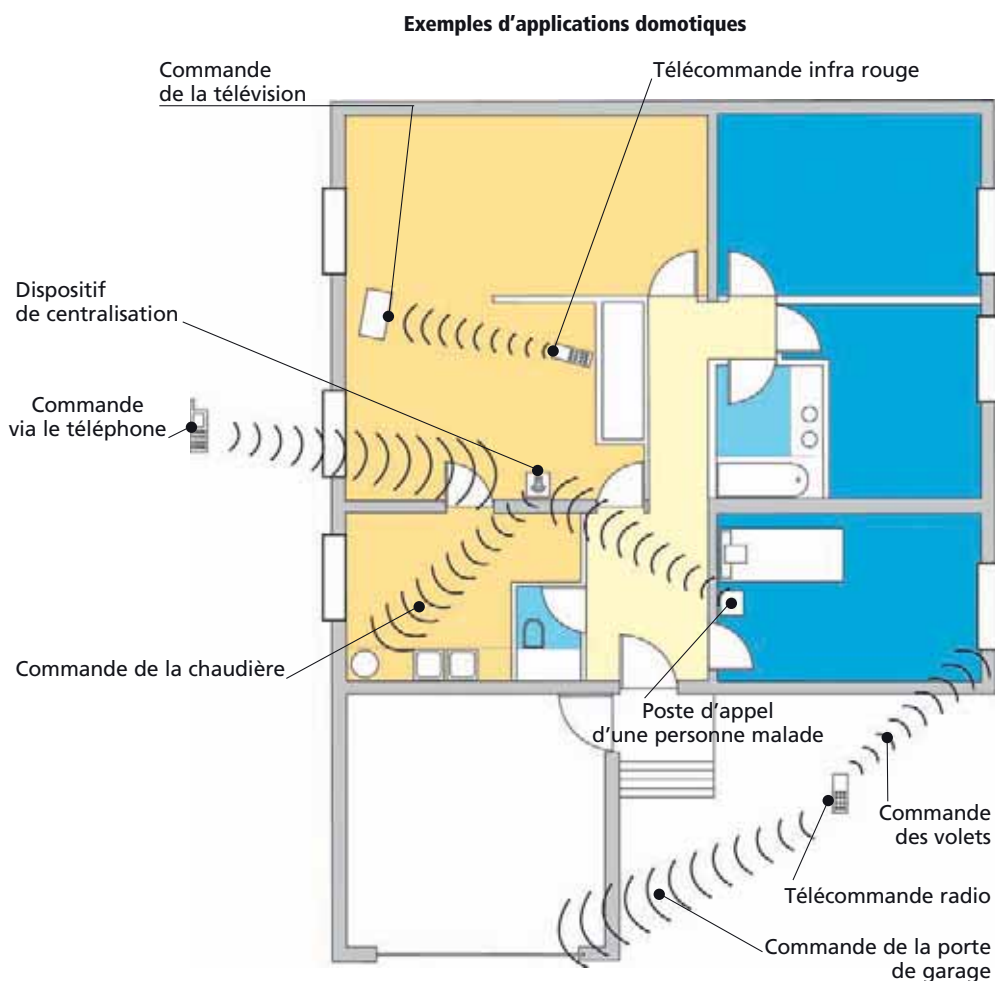 Exemples d'applications domotiques
Commande
de la télévision
Télécommande infra rouge
Dispositif
de centralisation
Commande
via le téléphone
Commande de la chaudière
Poste d'appel
d'une personne malade
Commande
des volets
Télécommande radio
Commande de la porte
de garage